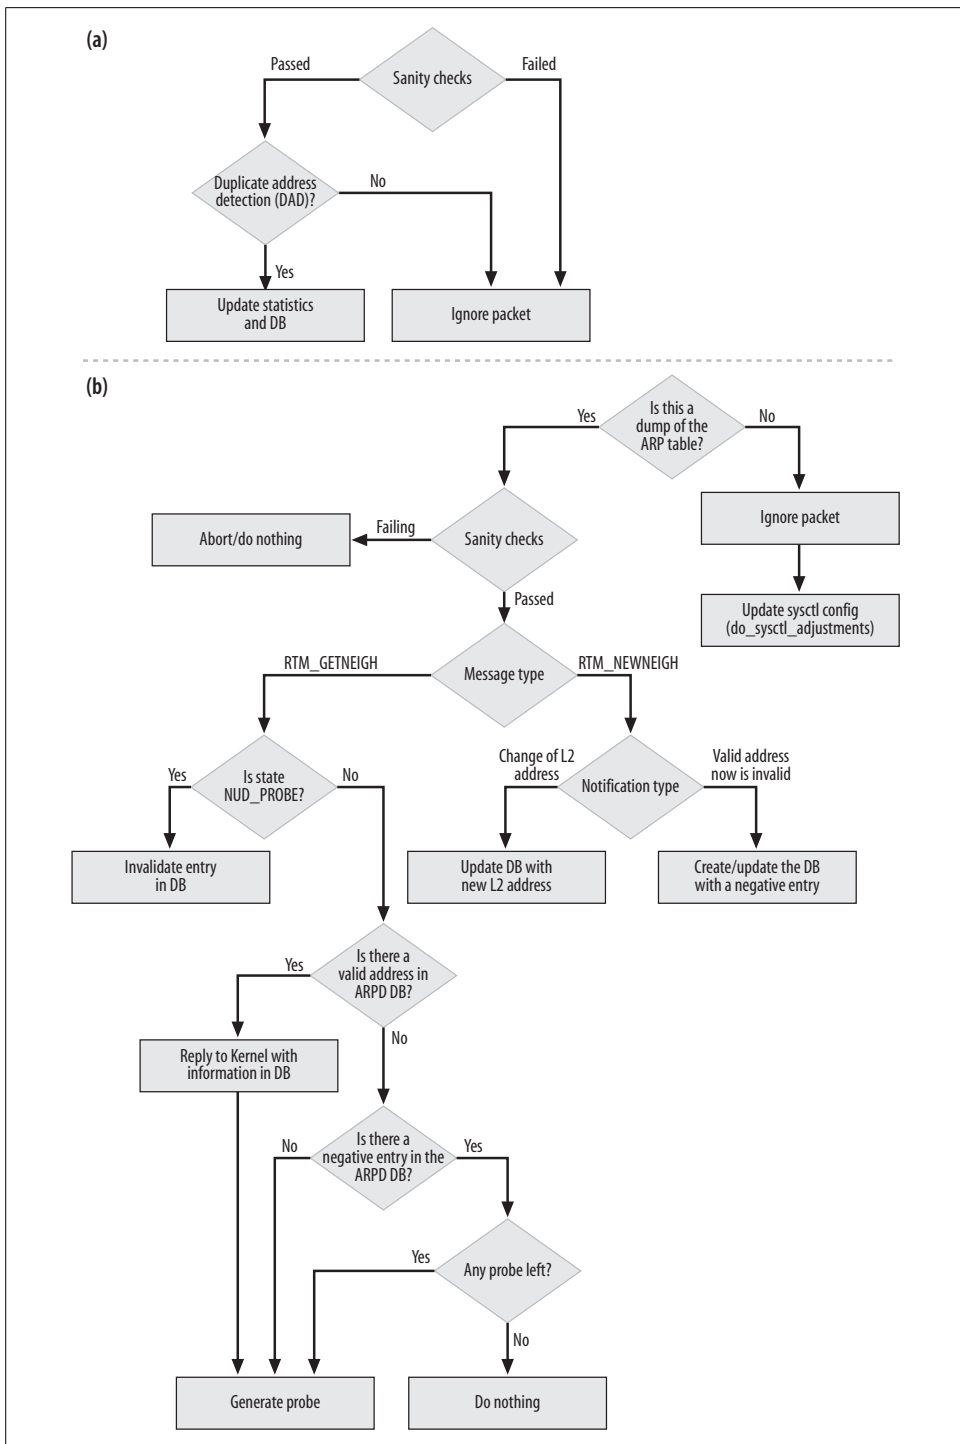 (a)
Passed
Sanity checks
Failed
Duplicate address
detection (DAD)?
No
Yes
Update statistics
and DB
Ignore packet
(b)
Yes
Is this a
dump of the
ARP table?
No
Ignore packet
Abort/do nothing
Failing
Sanity checks
Update sysctl config
(do_sysctl_adjustments)
Passed
RTM_GETNEIGH
Message type
RTM_NEWNEIGH
Yes
Is state
NUD_PROBE?
No
Change of L2
address
Notification type
Valid address
now is invalid
Invalidate entry
in DB
Update DB with
new L2 address
Create/update the DB
with a negative entry
Yes
Is there a
valid address in
ARPD DB?
No
Reply to Kernel with
information in DB
No
Is there a
negative entry in the
ARPD DB?
Yes
Yes
Any probe left?
No
Generate probe
Do nothing